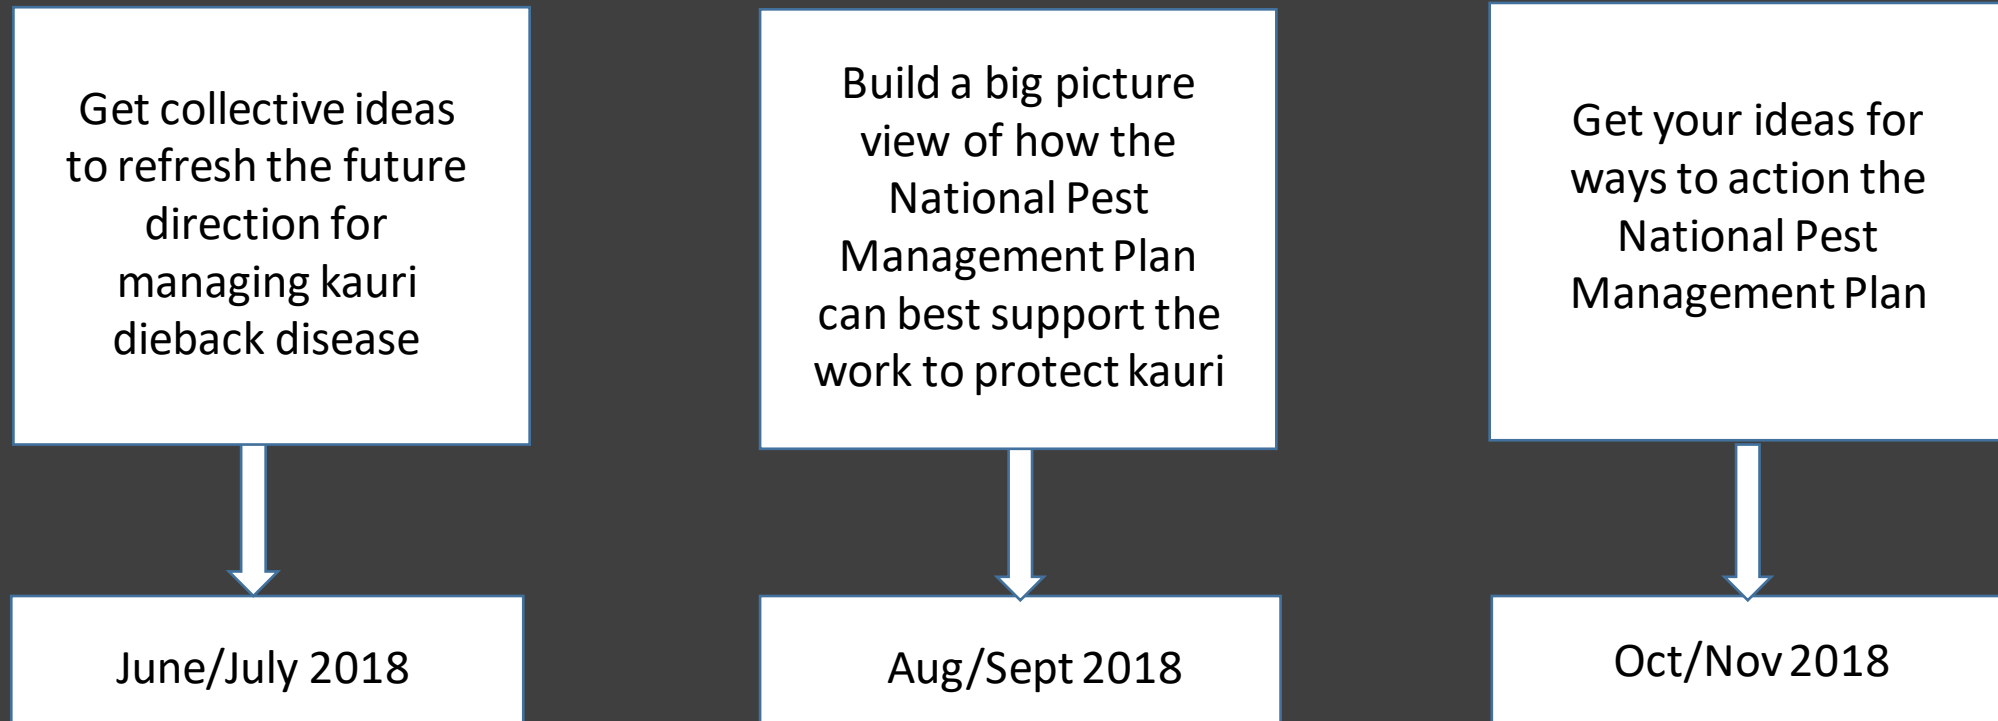 Get collective ideas
to refresh the future
direction for
managing kauri
dieback disease
Build a big picture
view of how the
National Pest
Management Plan
can best support the
work to protect kauri
Get your ideas for
ways to action the
National Pest
Management Plan
June/July 2018
Aug/Sept 2018
Oct/Nov 2018